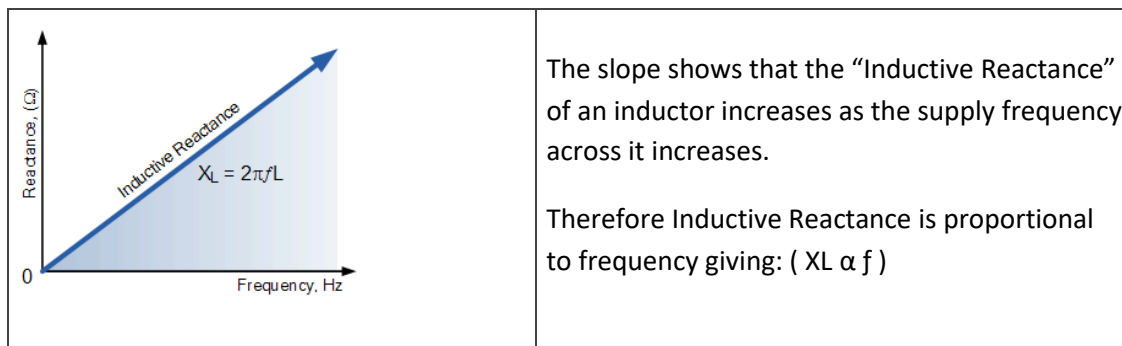 Reactance, (Ω)
Inductive Reactance
X_L = 2πƒL
0
Frequency, Hz
The slope shows that the “Inductive Reactance”
of an inductor increases as the supply frequency
across it increases.
Therefore Inductive Reactance is proportional
to frequency giving: ( XL α ƒ )